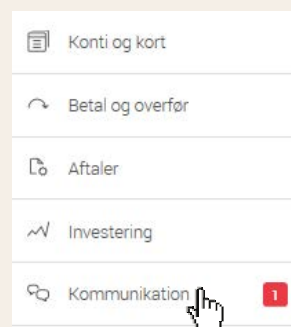 Konti og kort
Betal og overfør
Aftaler
Investering
Kommunikation 1